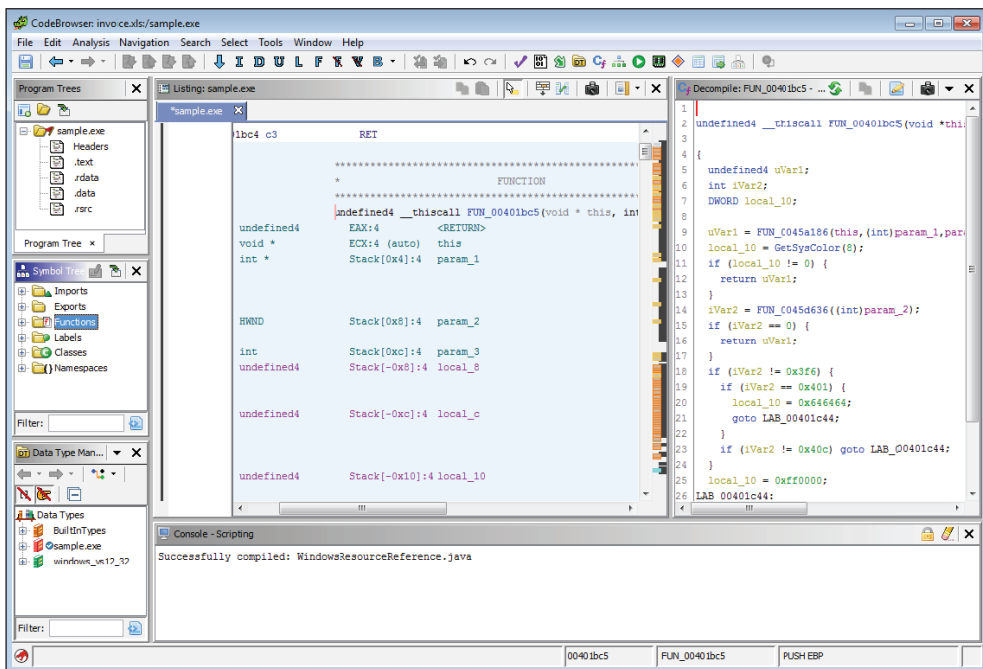 CodeBrowser: invoice.xls:/sample.exe
File Edit Analysis Navigation Search Select Tools Window Help
I D U L F V B
Program Trees
sample.exe
Headers
.text
.rdata
.data
.rsrc
Program Tree ×
Symbol Tree
Imports
Exports
Functions
Labels
Classes
Namespaces
Filter:
Data Type Man...
Data Types
BuiltInTypes
sample.exe
windows_vs12_32
Filter:
Listing: sample.exe
*sample.exe X
)1bc4 c3 RET
* FUNCTION
undefined4 __thiscall FUN_00401bc5(void * this, int
undefined4 EAX:4 <RETURN>
void * ECX:4 (auto) this
int * Stack[0x4]:4 param_1
HWND Stack[0x8]:4 param_2
int Stack[0xc]:4 param_3
undefined4 Stack[-0x8]:4 local_8
undefined4 Stack[-0xc]:4 local_c
undefined4 Stack[-0x10]:4 local_10
Decompile: FUN_00401bc5 - ...
1
2 undefined4 __thiscall FUN_00401bc5(void *this
3
4 {
5 undefined4 uVar1;
6 int iVar2;
7 DWORD local_10;
8
9 uVar1 = FUN_0045a186(this,(int)param_1,para
10 local_10 = GetSysColor(8);
11 if (local_10 != 0) {
12 return uVar1;
13 }
14 iVar2 = FUN_0045d636((int)param_2);
15 if (iVar2 == 0) {
16 return uVar1;
17 }
18 if (iVar2 != 0x3f6) {
19 if (iVar2 == 0x401) {
20 local_10 = 0x646464;
21 goto LAB_00401c44;
22 }
23 if (iVar2 != 0x40c) goto LAB_00401c44;
24 }
25 local_10 = 0xff0000;
26 LAB_00401c44:
Console - Scripting
Successfully compiled: WindowsResourceReference.java
00401bc5 FUN_00401bc5 PUSH EBP